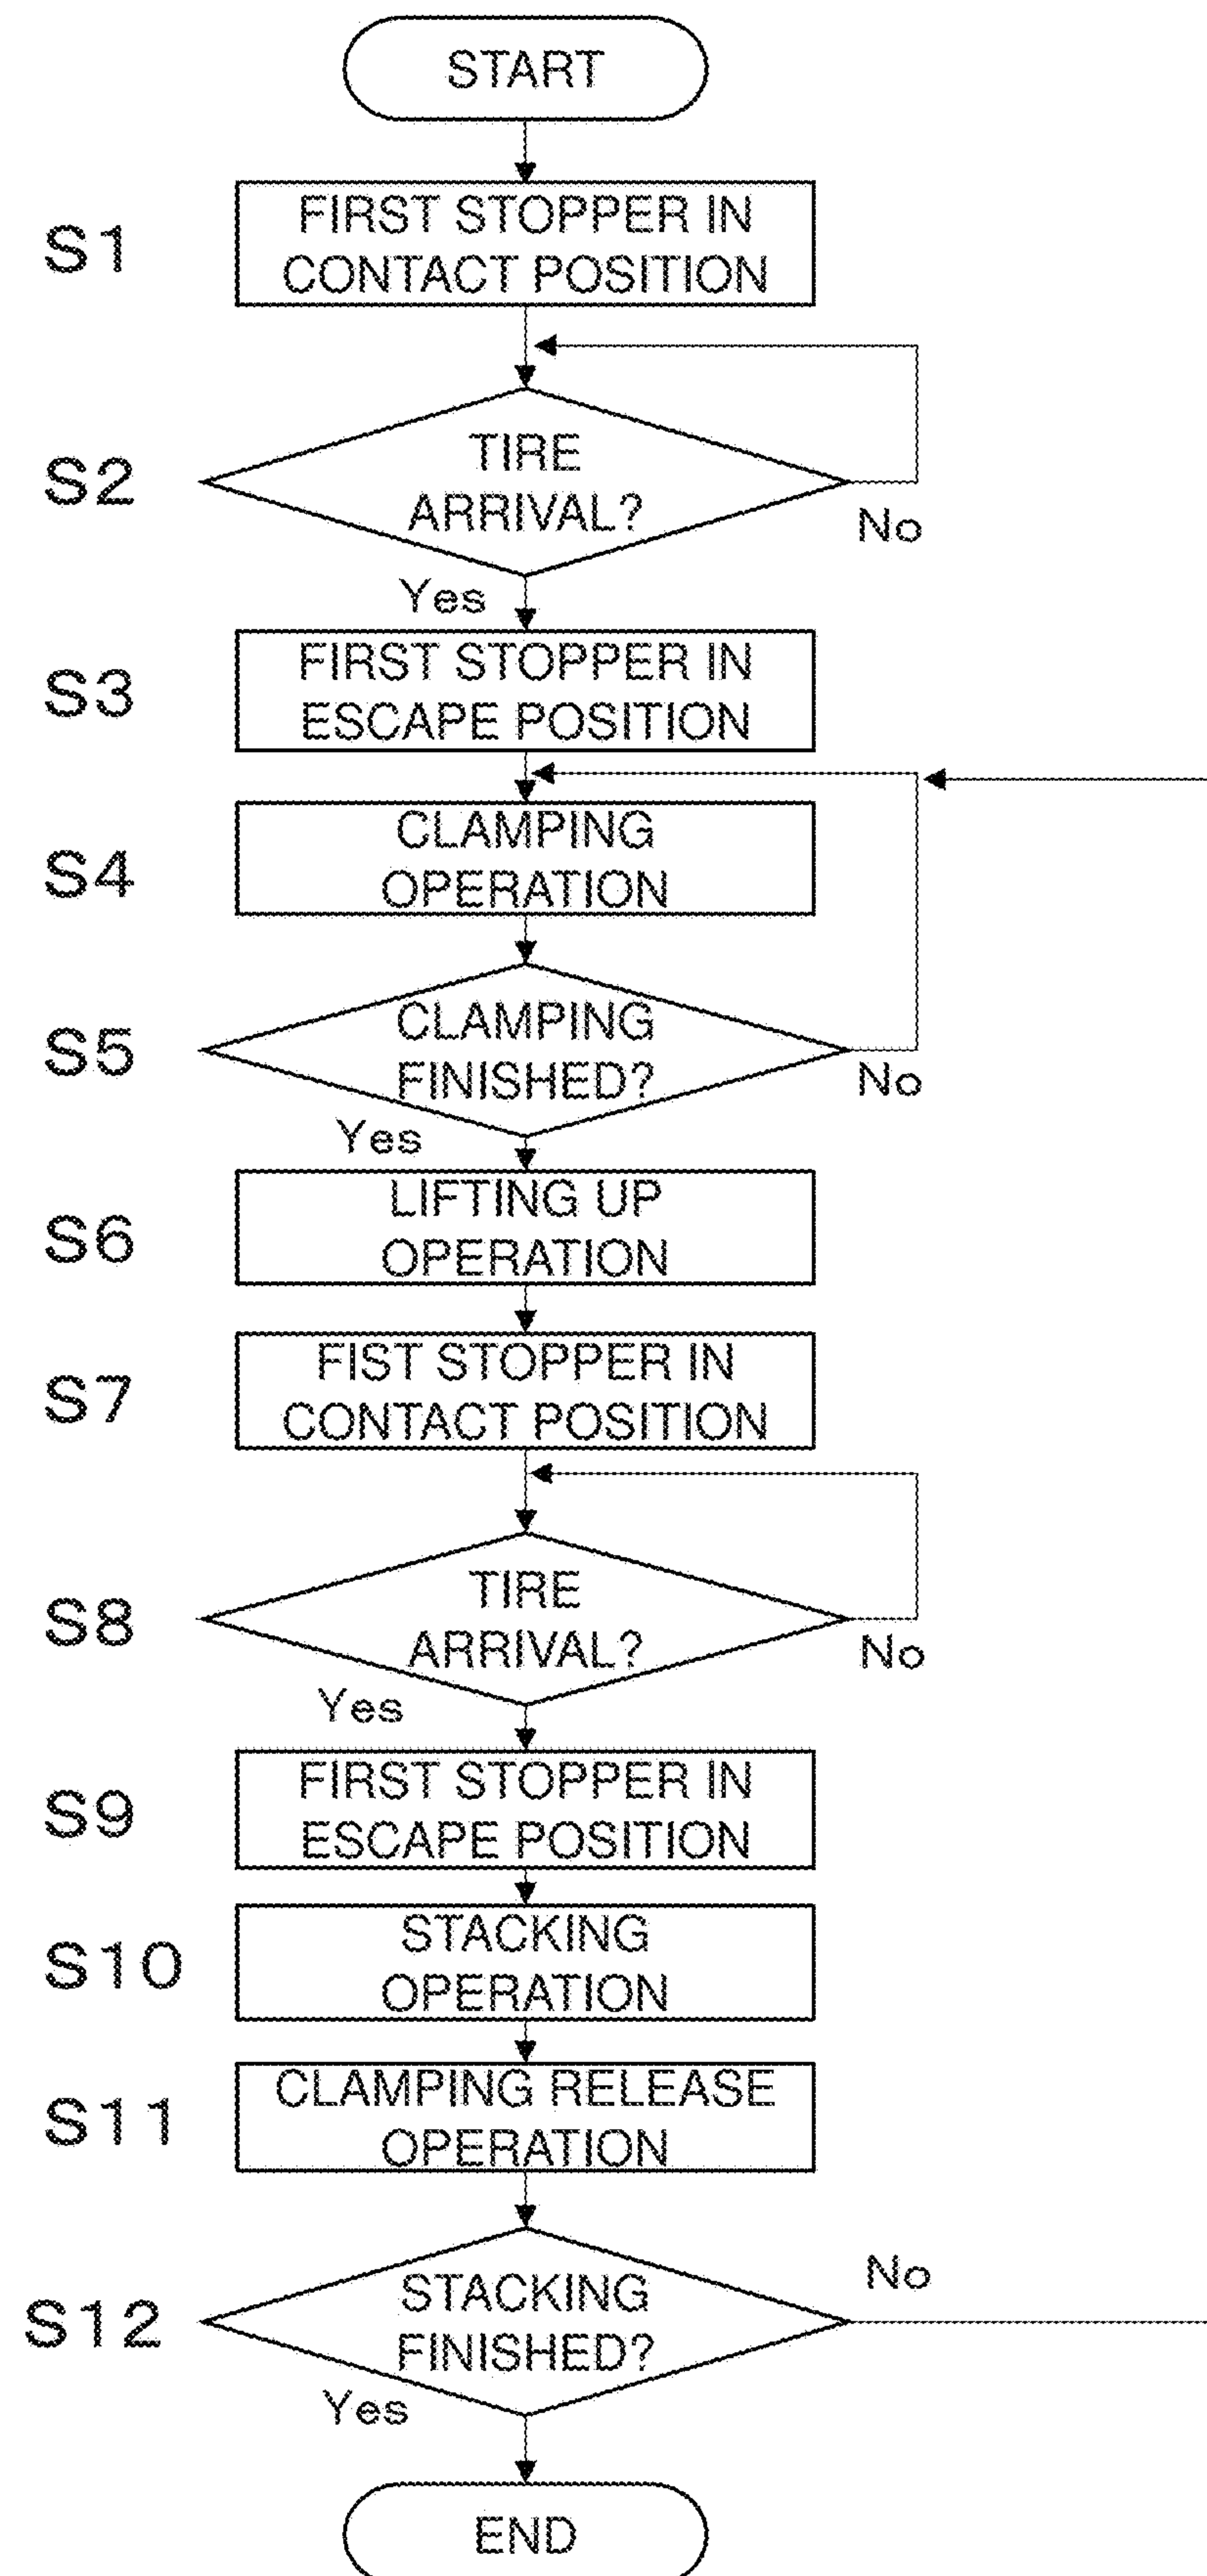 START
S1
FIRST STOPPER IN
CONTACT POSITION
S2
TIRE
ARRIVAL?
No
Yes
S3
FIRST STOPPER IN
ESCAPE POSITION
S4
CLAMPING
OPERATION
S5
CLAMPING
FINISHED?
No
Yes
S6
LIFTING UP
OPERATION
S7
FIST STOPPER IN
CONTACT POSITION
S8
TIRE
ARRIVAL?
No
Yes
S9
FIRST STOPPER IN
ESCAPE POSITION
S10
STACKING
OPERATION
S11
CLAMPING RELEASE
OPERATION
S12
STACKING
FINISHED?
No
Yes
END